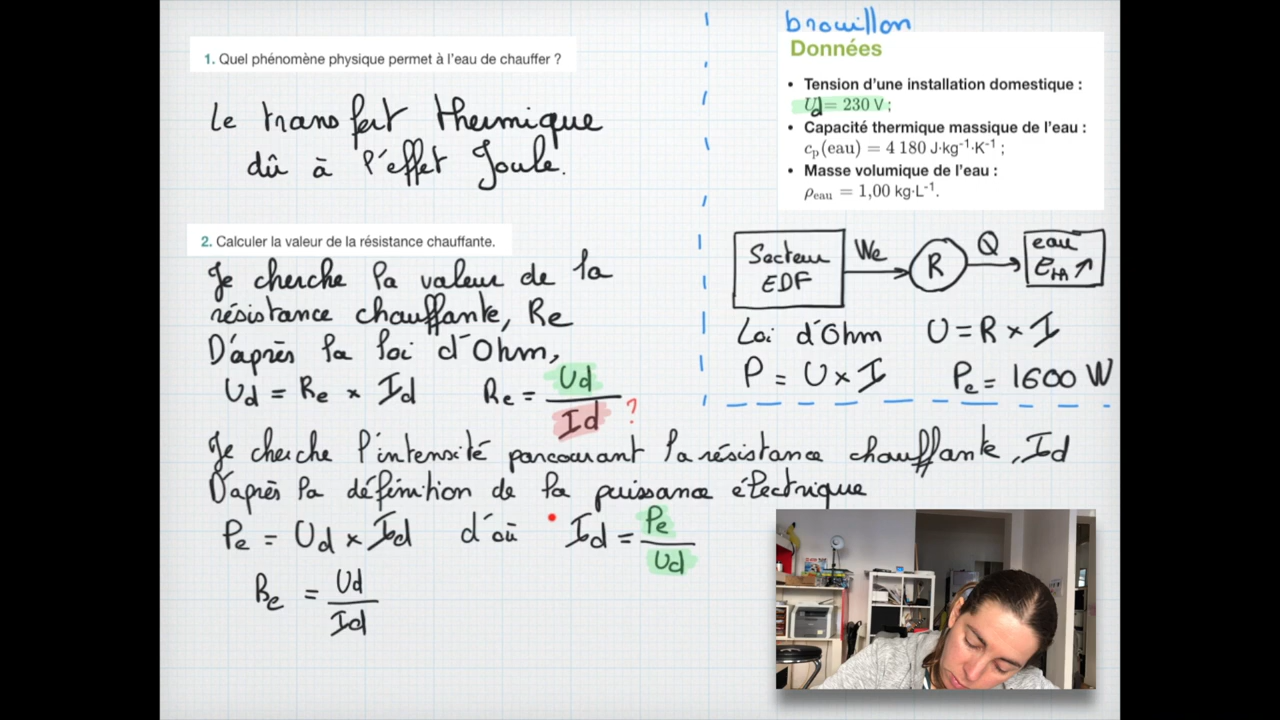 1. Quel phénomène physique permet à l'eau de chauffer ?
Le transfert thermique
dû à l'effet Joule.
2. Calculer la valeur de la résistance chauffante.
Je cherche la valeur de la
résistance chauffante, Re
D'après la loi d'Ohm,
Ud = Re × Id Re = Ud / Id ?
Je cherche l'intensité parcourant la résistance chauffante, Id
D'après la définition de la puissance électrique
Pe = Ud × Id d'où Id = Pe / Ud
Re = Ud / Id
brouillon
Données
• Tension d'une installation domestique :
Ud = 230 V ;
• Capacité thermique massique de l'eau :
cp(eau) = 4 180 J·kg⁻¹·K⁻¹ ;
• Masse volumique de l'eau :
ρeau = 1,00 kg·L⁻¹.
Secteur EDF We R Q eau
Loi d'Ohm U = R × I
P = U × I Pe = 1600 W